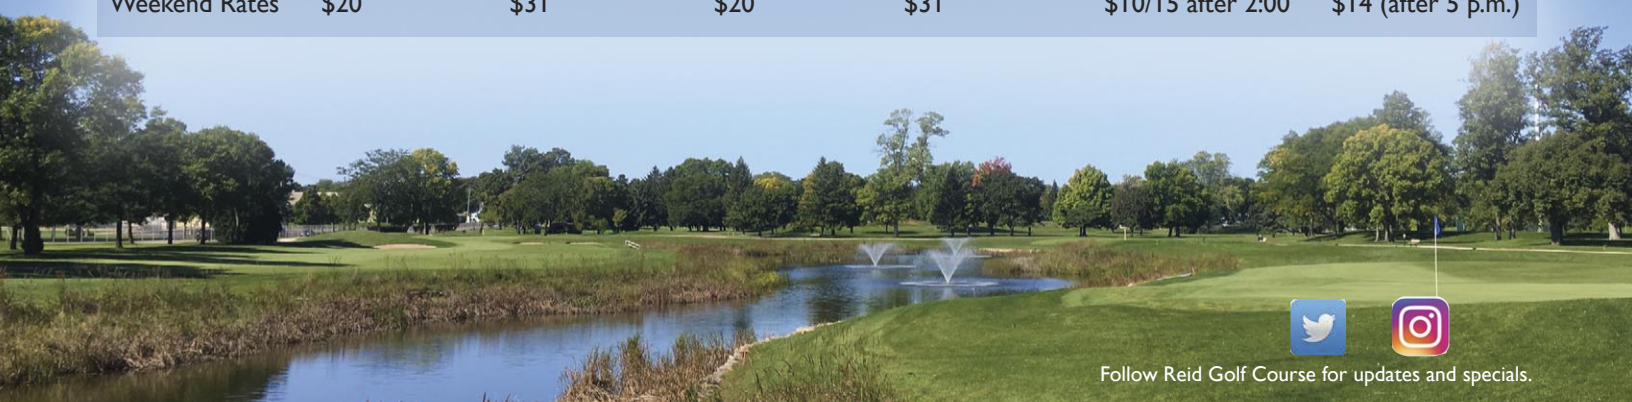 Weekend Rates $20 $31 $20 $31 $10/15 after 2:00 $14 (after 5 p.m.)
Follow Reid Golf Course for updates and specials.